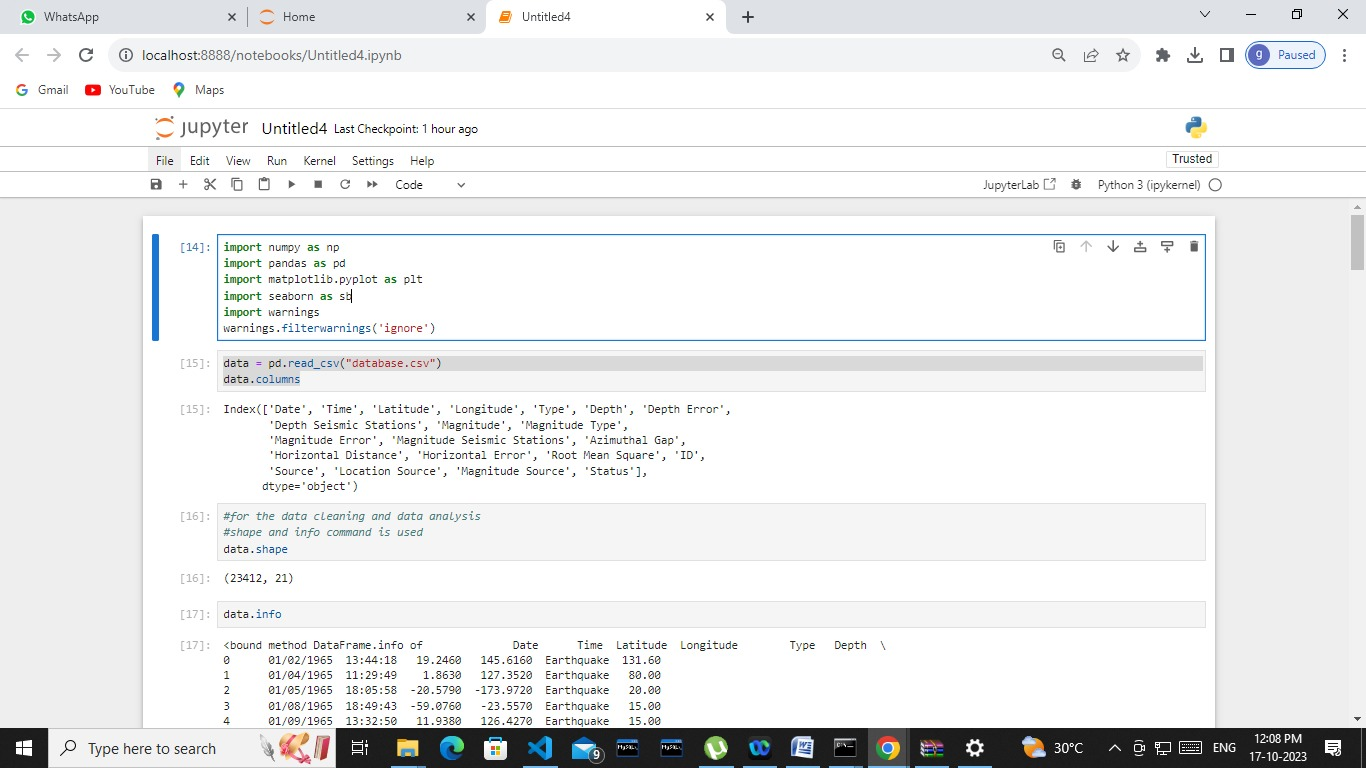 WhatsApp
Home
Untitled4
localhost:8888/notebooks/Untitled4.ipynb
g Paused
Gmail YouTube Maps
jupyter Untitled4 Last Checkpoint: 1 hour ago
File Edit View Run Kernel Settings Help
Trusted
Code
JupyterLab
Python 3 (ipykernel)
[14]: import numpy as np
import pandas as pd
import matplotlib.pyplot as plt
import seaborn as sb
import warnings
warnings.filterwarnings('ignore')
[15]: data = pd.read_csv("database.csv")
data.columns
[15]: Index(['Date', 'Time', 'Latitude', 'Longitude', 'Type', 'Depth', 'Depth Error',
'Depth Seismic Stations', 'Magnitude', 'Magnitude Type',
'Magnitude Error', 'Magnitude Seismic Stations', 'Azimuthal Gap',
'Horizontal Distance', 'Horizontal Error', 'Root Mean Square', 'ID',
'Source', 'Location Source', 'Magnitude Source', 'Status'],
dtype='object')
[16]: #for the data cleaning and data analysis
#shape and info command is used
data.shape
[16]: (23412, 21)
[17]: data.info
[17]: <bound method DataFrame.info of Date Time Latitude Longitude Type Depth \
0 01/02/1965 13:44:18 19.2460 145.6160 Earthquake 131.60
1 01/04/1965 11:29:49 1.8630 127.3520 Earthquake 80.00
2 01/05/1965 18:05:58 -20.5790 -173.9720 Earthquake 20.00
3 01/08/1965 18:49:43 -59.0760 -23.5570 Earthquake 15.00
4 01/09/1965 13:32:50 11.9380 126.4270 Earthquake 15.00
Type here to search
9
MySQL
MySQL
30°C
ENG
12:08 PM
17-10-2023